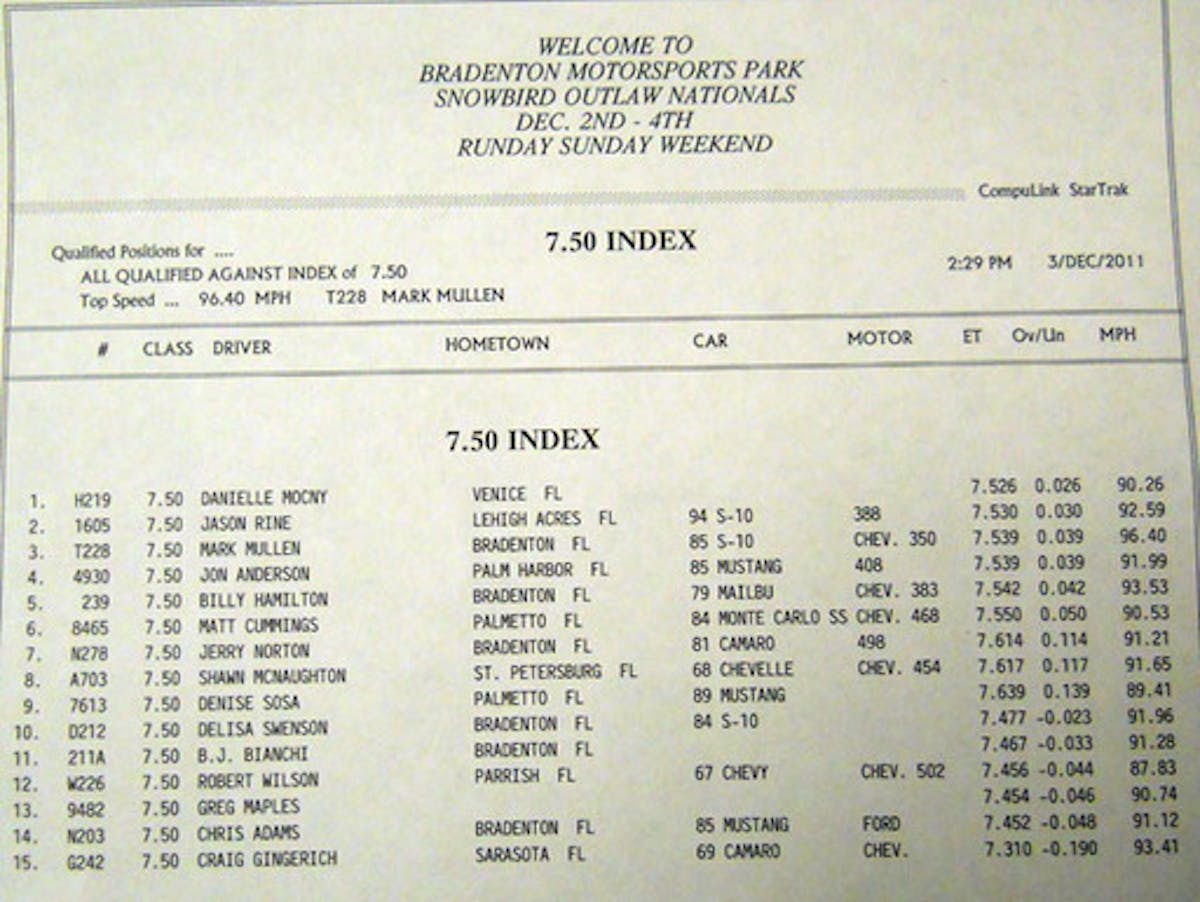 WELCOME TO
BRADENTON MOTORSPORTS PARK
SNOWBIRD OUTLAW NATIONALS
DEC. 2ND - 4TH
RUNDAY SUNDAY WEEKEND
CompuLink StarTrak
Qualified Positions for .... 7.50 INDEX
ALL QUALIFIED AGAINST INDEX of 7.50 2:29 PM 3/DEC/2011
Top Speed ... 96.40 MPH T228 MARK MULLEN
# CLASS DRIVER HOMETOWN CAR MOTOR ET Ov/Un MPH
7.50 INDEX
1. H219 7.50 DANIELLE MOCNY VENICE FL 7.526 0.026 90.26
2. 1605 7.50 JASON RINE LEHIGH ACRES FL 94 S-10 388 7.530 0.030 92.59
3. T228 7.50 MARK MULLEN BRADENTON FL 85 S-10 CHEV. 350 7.539 0.039 96.40
4. 4930 7.50 JON ANDERSON PALM HARBOR FL 85 MUSTANG 408 7.539 0.039 91.99
5. 239 7.50 BILLY HAMILTON BRADENTON FL 79 MAILBU CHEV. 383 7.542 0.042 93.53
6. 8465 7.50 MATT CUMMINGS PALMETTO FL 84 MONTE CARLO SS CHEV. 468 7.550 0.050 90.53
7. N278 7.50 JERRY NORTON BRADENTON FL 81 CAMARO 498 7.614 0.114 91.21
8. A703 7.50 SHAWN MCNAUGHTON ST. PETERSBURG FL 68 CHEVELLE CHEV. 454 7.617 0.117 91.65
9. 7613 7.50 DENISE SOSA PALMETTO FL 89 MUSTANG 7.639 0.139 89.41
10. D212 7.50 DELISA SWENSON BRADENTON FL 84 S-10 7.477 -0.023 91.96
11. 211A 7.50 B.J. BIANCHI BRADENTON FL 7.467 -0.033 91.28
12. W226 7.50 ROBERT WILSON PARRISH FL 67 CHEVY CHEV. 502 7.456 -0.044 87.83
13. 9482 7.50 GREG MAPLES 7.454 -0.046 90.74
14. N203 7.50 CHRIS ADAMS BRADENTON FL 85 MUSTANG FORD 7.452 -0.048 91.12
15. G242 7.50 CRAIG GINGERICH SARASOTA FL 69 CAMARO CHEV. 7.310 -0.190 93.41